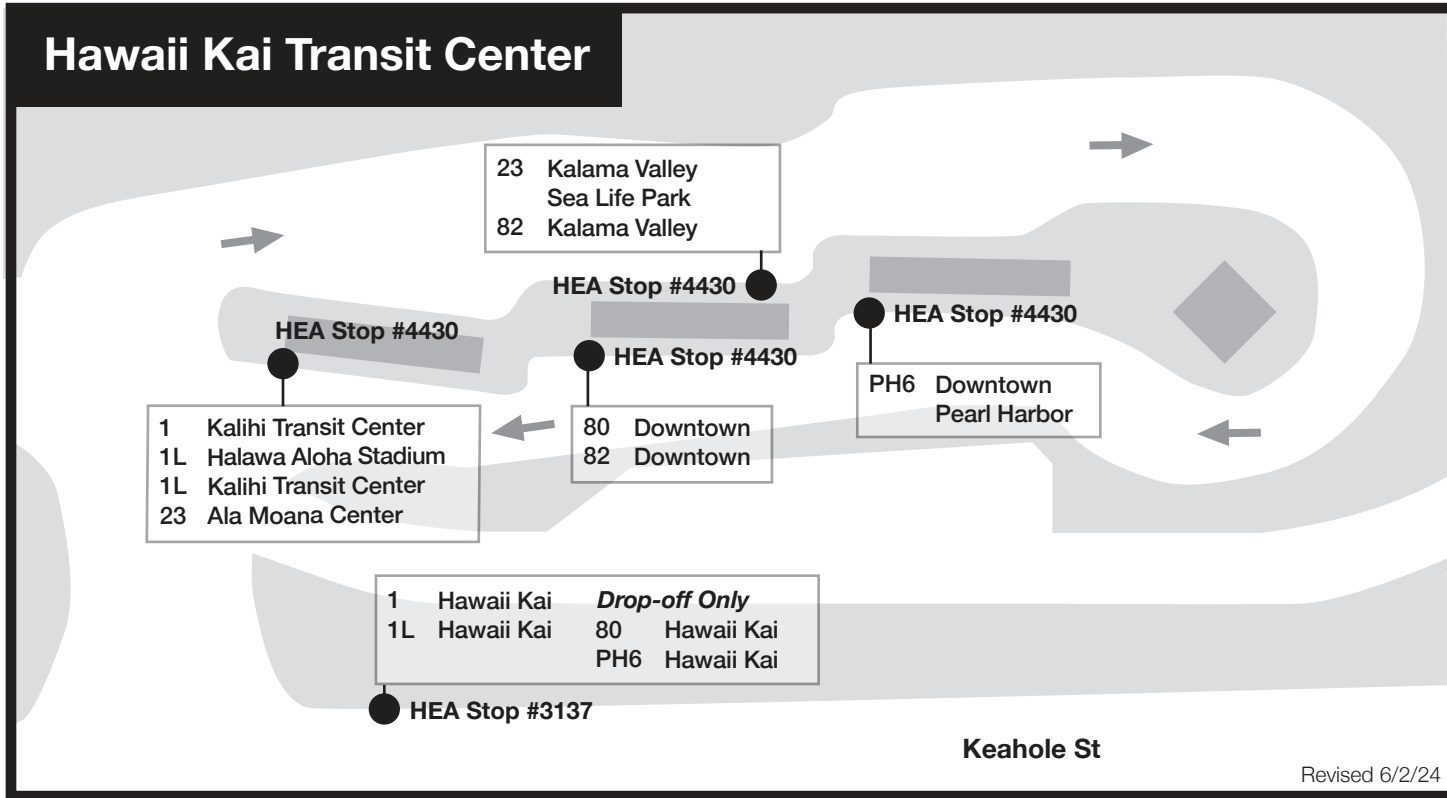 Hawaii Kai Transit Center
23 Kalama Valley
Sea Life Park
82 Kalama Valley
HEA Stop #4430
HEA Stop #4430
HEA Stop #4430
HEA Stop #4430
PH6 Downtown
Pearl Harbor
1 Kalihi Transit Center
1L Halawa Aloha Stadium
1L Kalihi Transit Center
23 Ala Moana Center
80 Downtown
82 Downtown
1 Hawaii Kai
1L Hawaii Kai
Drop-off Only
80 Hawaii Kai
PH6 Hawaii Kai
HEA Stop #3137
Keahole St
Revised 6/2/24